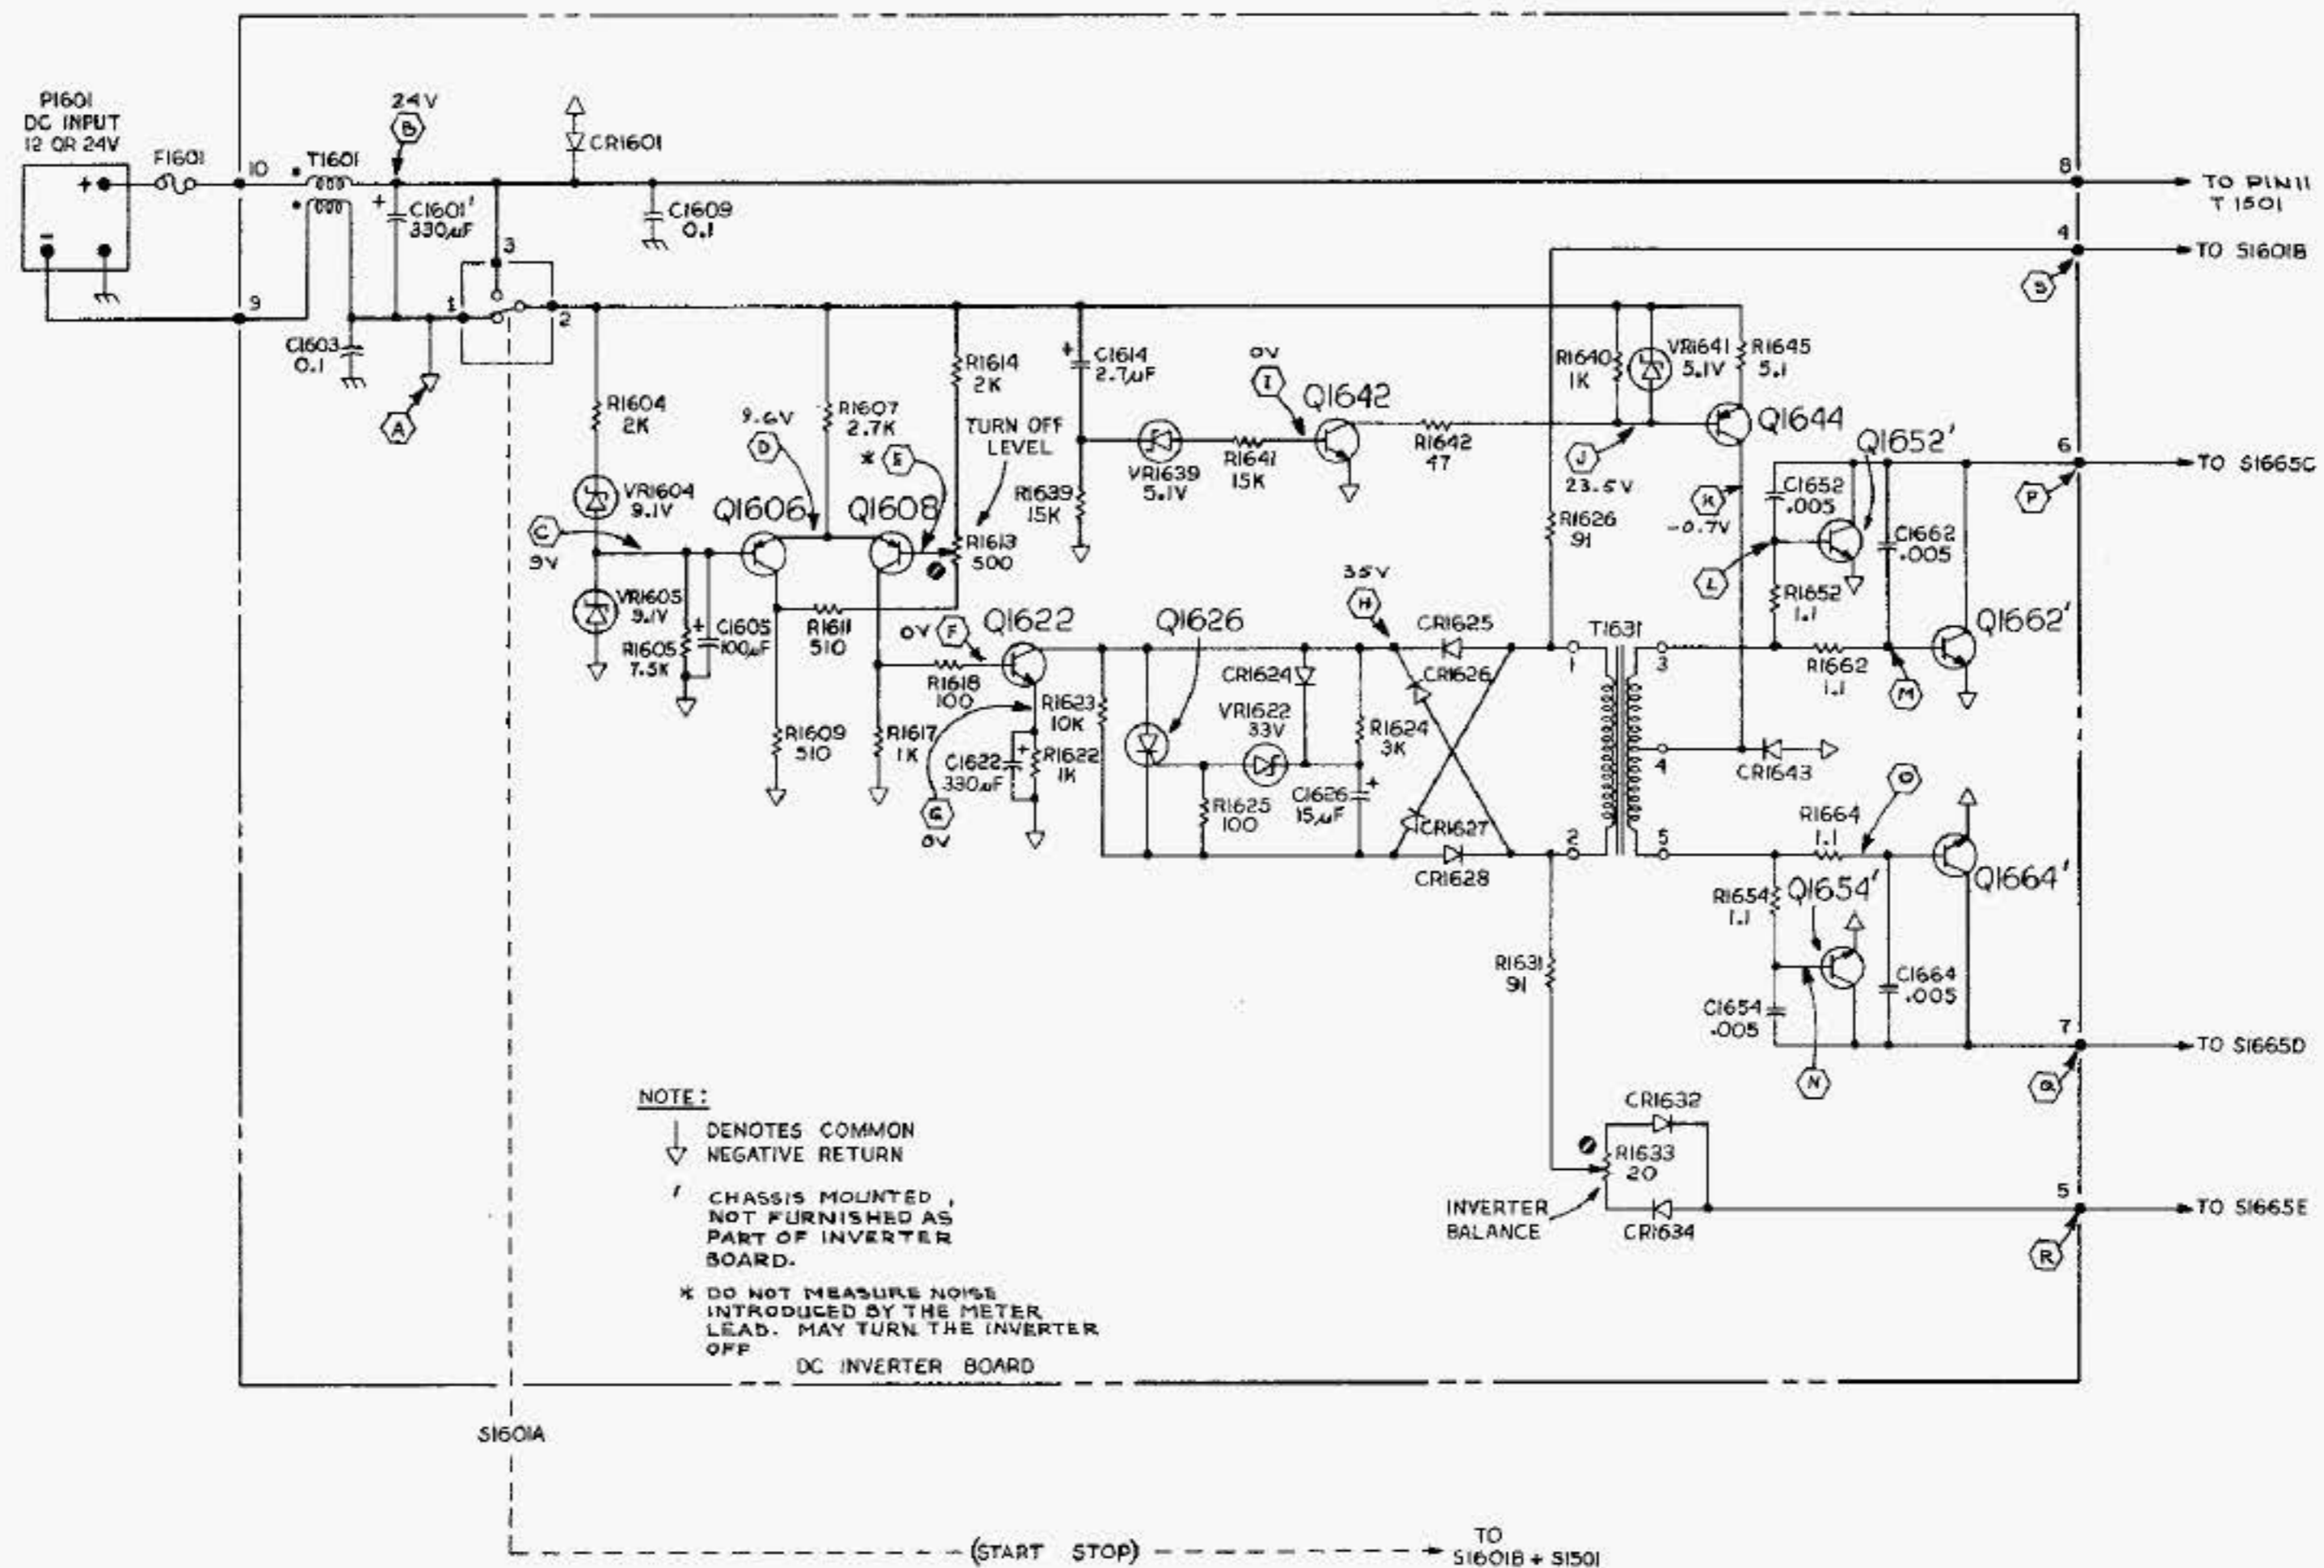 P1601
DC INPUT
12 OR 24V
F1601
10
T1601
24V
B
C1601'
330µF
CR1601
C1609
0.1
8
TO PIN 11
T 1501
4
TO S1601B
S
9
C1603
0.1
A
1
3
2
R1604
2K
VR1604
9.1V
C
9V
VR1605
9.1V
R1605
7.5K
C1605
100µF
9.6V
D
R1607
2.7K
* E
Q1606
Q1608
R1614
2K
TURN OFF
LEVEL
R1613
500
R1611
510
R1609
510
R1617
1K
R1618
100
0V F
Q1622
C1622
330µF
R1622
1K
G
0V
R1623
10K
C1614
2.7µF
R1639
15K
VR1639
5.1V
R1641
15K
0V
I
Q1642
R1642
47
R1640
1K
VR1641
5.1V
R1645
5.1
J
23.5V
Q1644
K
-0.7V
R1626
91
Q1626
CR1624
VR1622
33V
R1625
100
C1626
15µF
R1624
3K
35V
H
CR1625
CR1626
CR1627
CR1628
T1631
1
2
3
4
5
CR1643
C1652
.005
Q1652'
L
R1652
1.1
C1662
.005
R1662
1.1
M
Q1662'
6
TO S1665C
P
O
R1664
1.1
Q1664'
R1654
1.1
Q1654'
C1654
.005
C1664
.005
N
7
TO S1665D
Q
R1631
91
CR1632
R1633
20
CR1634
INVERTER
BALANCE
5
TO S1665E
R
NOTE:
DENOTES COMMON
NEGATIVE RETURN
' CHASSIS MOUNTED,
NOT FURNISHED AS
PART OF INVERTER
BOARD.
* DO NOT MEASURE NOISE
INTRODUCED BY THE METER
LEAD. MAY TURN THE INVERTER
OFF
DC INVERTER BOARD
S1601A
(START STOP)
TO
S1601B + S1501